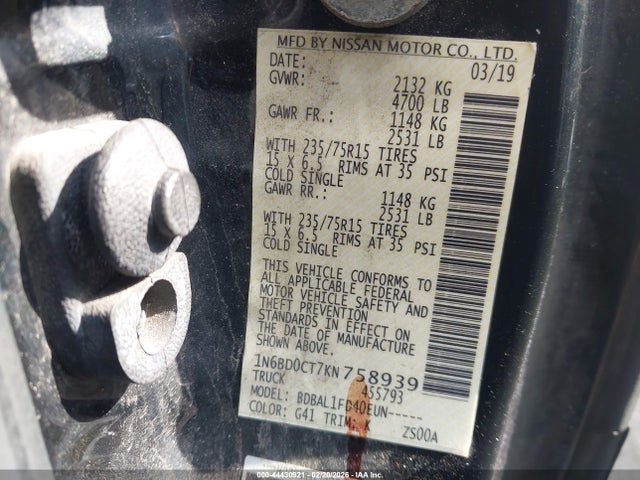 MFD BY NISSAN MOTOR CO., LTD.
DATE: 03/19
GVWR: 2132 KG
4700 LB
GAWR FR.: 1148 KG
2531 LB
WITH 235/75R15 TIRES
15 X 6.5 RIMS AT 35 PSI
COLD SINGLE
GAWR RR.: 1148 KG
2531 LB
WITH 235/75R15 TIRES
15 X 6.5 RIMS AT 35 PSI
COLD SINGLE
THIS VEHICLE CONFORMS TO
ALL APPLICABLE FEDERAL
MOTOR VEHICLE SAFETY AND
THEFT PREVENTION
STANDARDS IN EFFECT ON
THE DATE OF MANUFACTURE
SHOWN ABOVE.
1N6BD0CT7KN758939
TRUCK 455793
MODEL: BDBAL1FD40EUN-----
COLOR: G41 TRIM: K ZS00A
000-44430921 - 02/20/2026 - IAAI.com